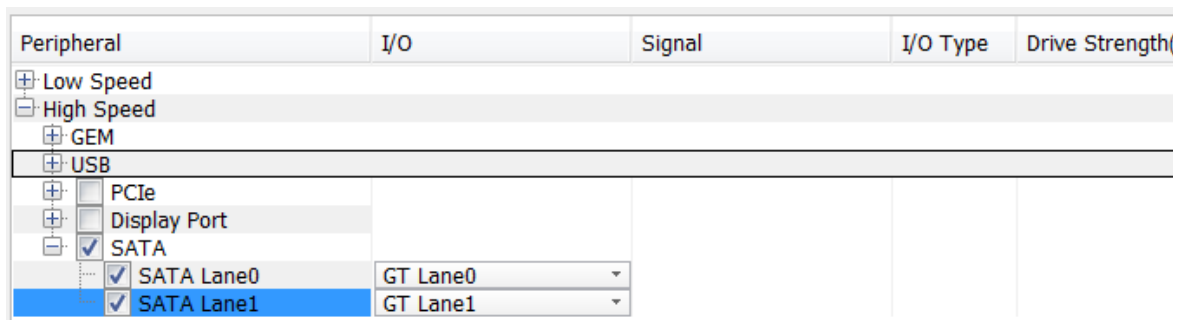 Peripheral I/O Signal I/O Type Drive Strength(
Low Speed
High Speed
GEM
USB
PCIe
Display Port
SATA
SATA Lane0 GT Lane0
SATA Lane1 GT Lane1